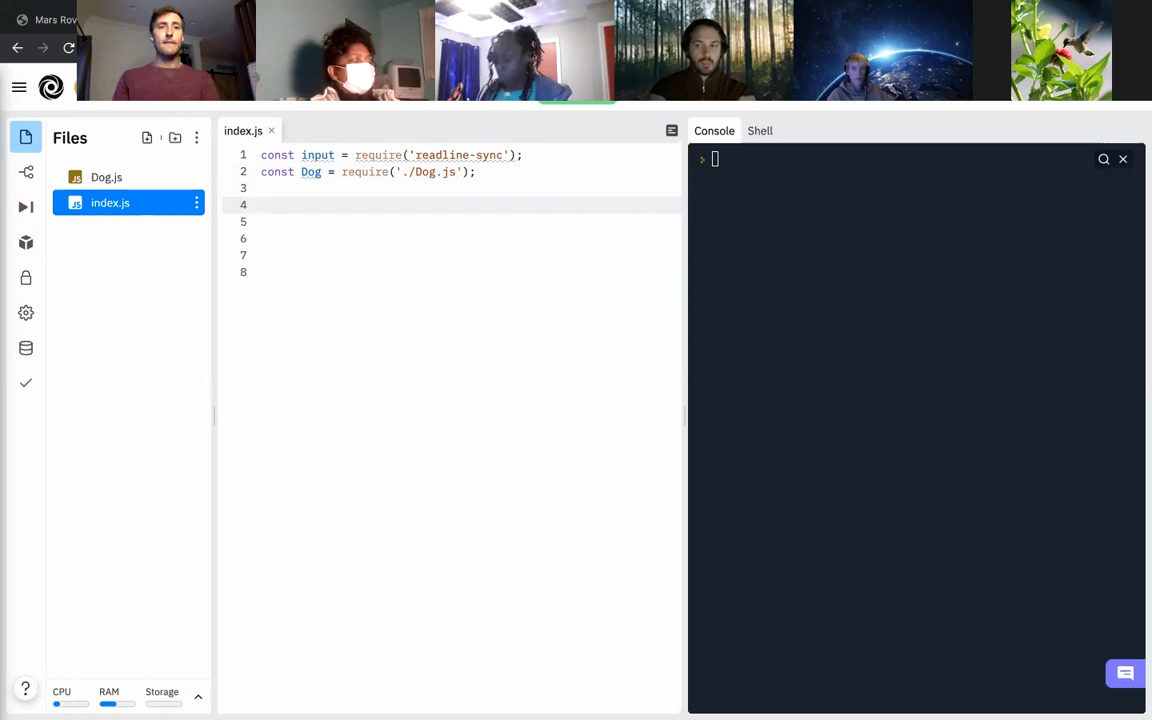 Mars Rov
Files
Dog.js
index.js
index.js ×
1 const input = require('readline-sync');
2 const Dog = require('./Dog.js');
3
4
5
6
7
8
Console Shell
>
CPU RAM Storage
?